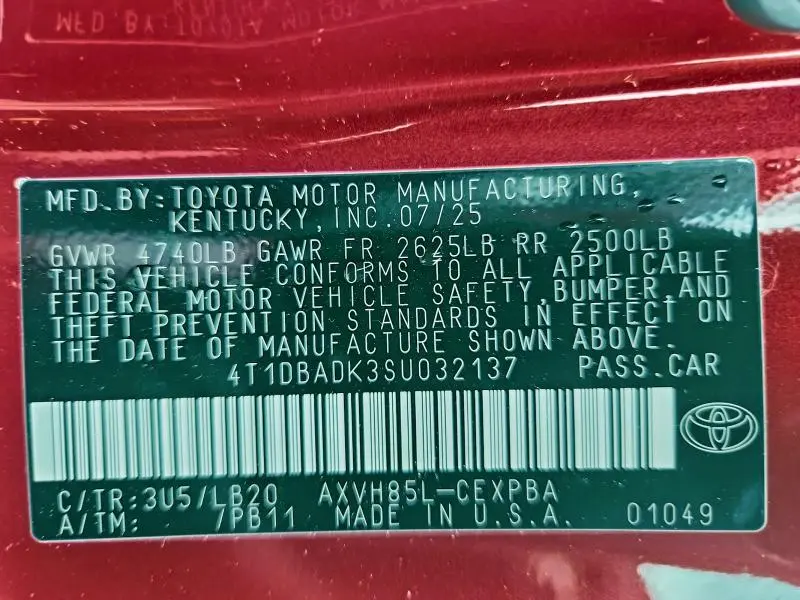 MFD.BY:TOYOTA MOTOR MANUFACTURING,
KENTUCKY, INC.07/25
GVWR 4740LB GAWR FR 2625LB RR 2500LB
THIS VEHICLE CONFORMS TO ALL APPLICABLE
FEDERAL MOTOR VEHICLE SAFETY,BUMPER,AND
THEFT PREVENTION STANDARDS IN EFFECT ON
THE DATE OF MANUFACTURE SHOWN ABOVE.
4T1DBADK3SU032137 PASS.CAR
C/TR:3U5/LB20 AXVH85L-CEXPBA
A/TM: /PB11 MADE IN U.S.A. 01049